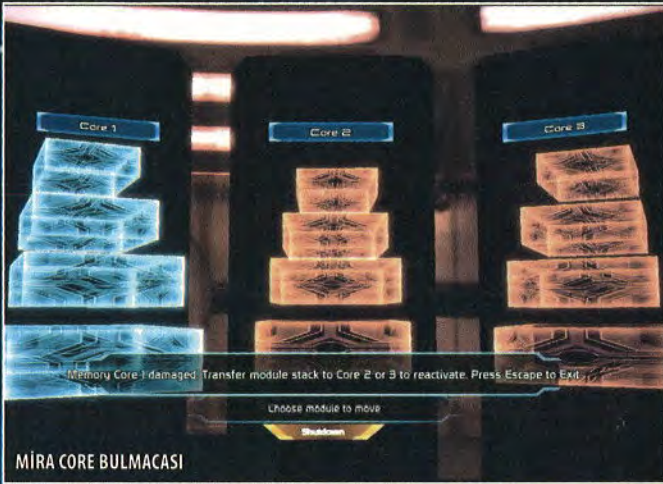 Core 1
Core 2
Core 3
Memory Core 1 damaged. Transfer module stack to Core 2 or 3 to reactivate. Press Escape to Exit
Choose module to move
Shutdown
MİRA CORE BULMACASI